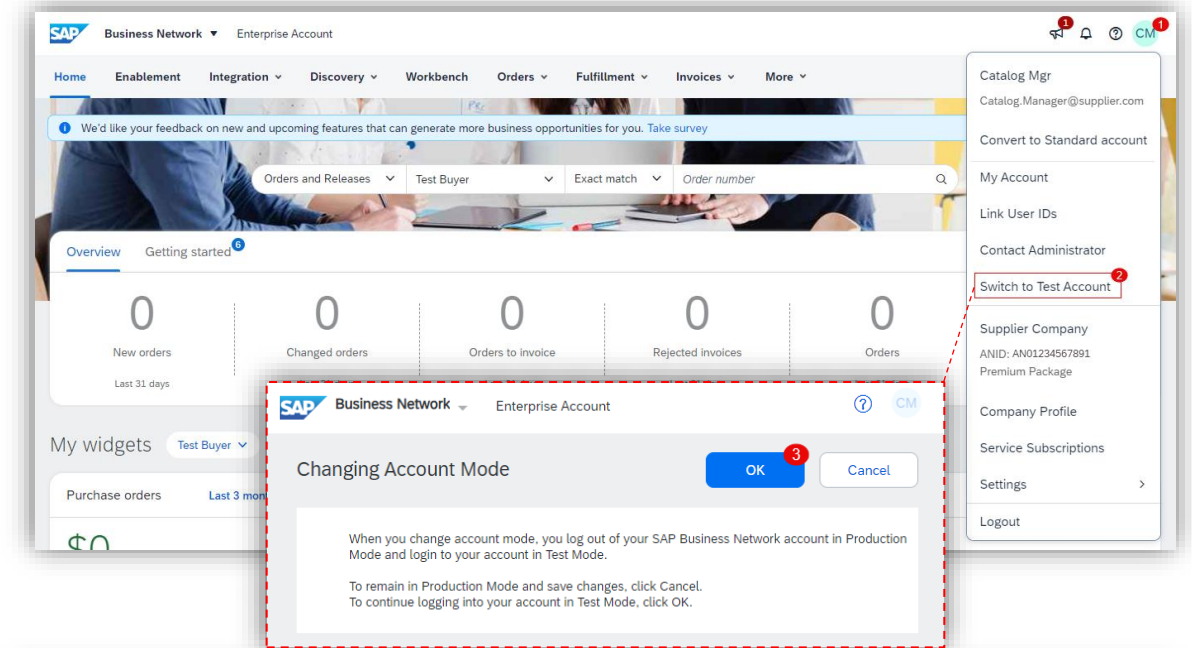 SAP Business Network ▼ Enterprise Account
1
1
CM
Home Enablement Integration Discovery Workbench Orders Fulfillment Invoices More
We'd like your feedback on new and upcoming features that can generate more business opportunities for you. Take survey
Orders and Releases Test Buyer Exact match Order number
Overview Getting started 6
0 0 0 0 0
New orders Changed orders Orders to invoice Rejected invoices Orders
Last 31 days
My widgets Test Buyer
Purchase orders Last 3 mon
$0
Catalog Mgr
Catalog.Manager@supplier.com
Convert to Standard account
My Account
Link User IDs
Contact Administrator
Switch to Test Account 2
Supplier Company
ANID: AN01234567891
Premium Package
Company Profile
Service Subscriptions
Settings
Logout
SAP Business Network Enterprise Account ? CM
Changing Account Mode OK 3 Cancel
When you change account mode, you log out of your SAP Business Network account in Production
Mode and login to your account in Test Mode.
To remain in Production Mode and save changes, click Cancel.
To continue logging into your account in Test Mode, click OK.